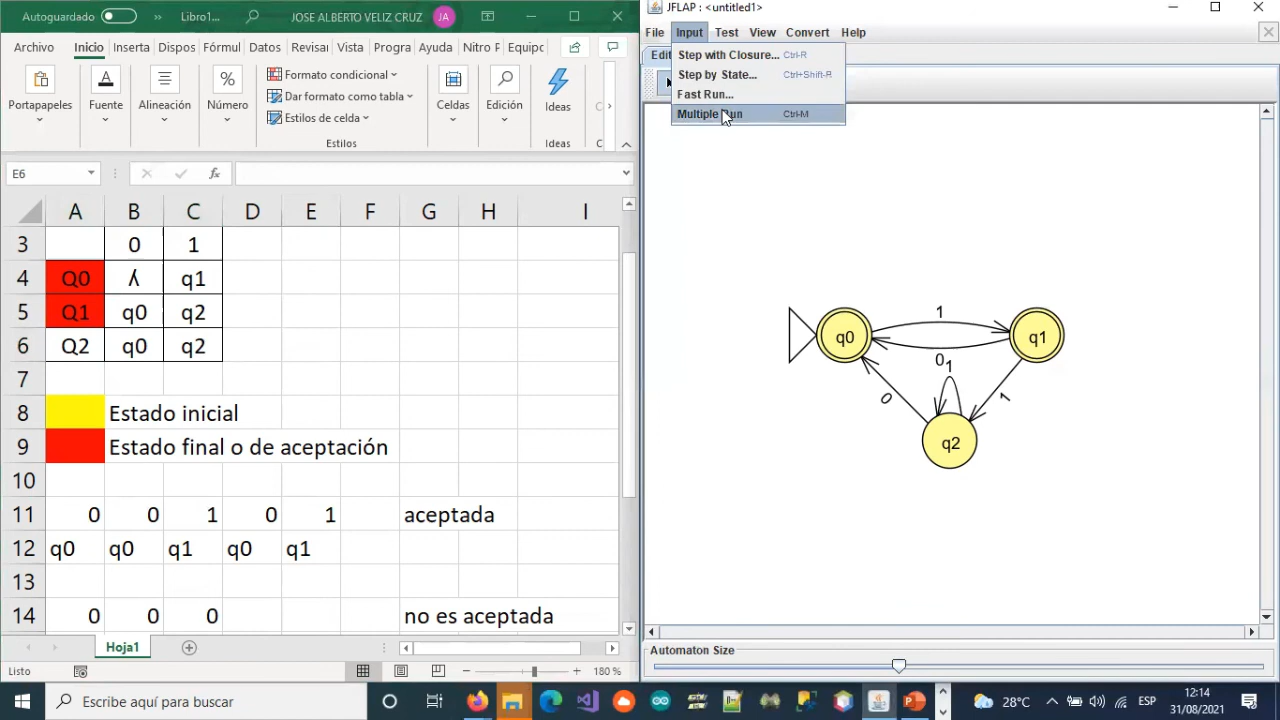 Autoguardado
Libro1...
JOSE ALBERTO VELIZ CRUZ
JA
Archivo
Inicio
Inserta
Dispos
Fórmul
Datos
Revisar
Vista
Progra
Ayuda
Nitro P
Equipc
Portapapeles
Fuente
Alineación
Número
Formato condicional
Dar formato como tabla
Estilos de celda
Estilos
Celdas
Edición
Ideas
Ideas
C
E6
fx
A B C D E F G H I
3 0 1
4 Q0 ʎ q1
5 Q1 q0 q2
6 Q2 q0 q2
7
8 Estado inicial
9 Estado final o de aceptación
10
11 0 0 1 0 1 aceptada
12 q0 q0 q1 q0 q1
13
14 0 0 0 no es aceptada
Hoja1
Listo
180 %
JFLAP : <untitled1>
File Input Test View Convert Help
Edit
Step with Closure... Ctrl-R
Step by State... Ctrl+Shift-R
Fast Run...
Multiple Run Ctrl-M
1
q0
q1
0
1
0
1
q2
Automaton Size
Escribe aquí para buscar
28°C
ESP
12:14
31/08/2021